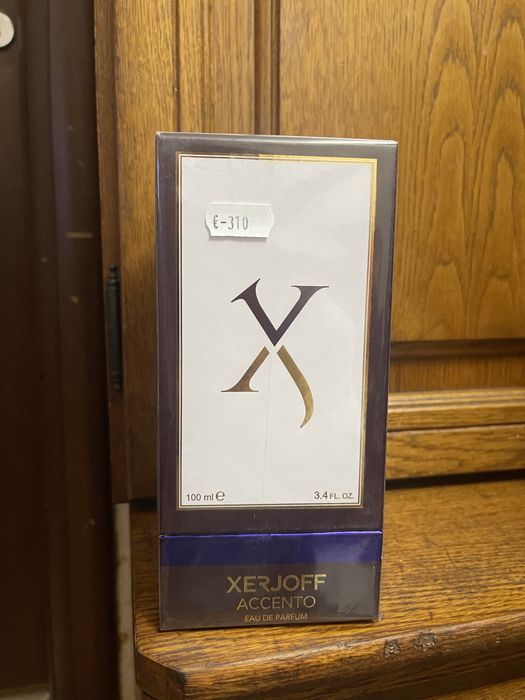 €-310
X
100 ml ℮
3.4 FL. OZ.
XERJOFF
ACCENTO
EAU DE PARFUM